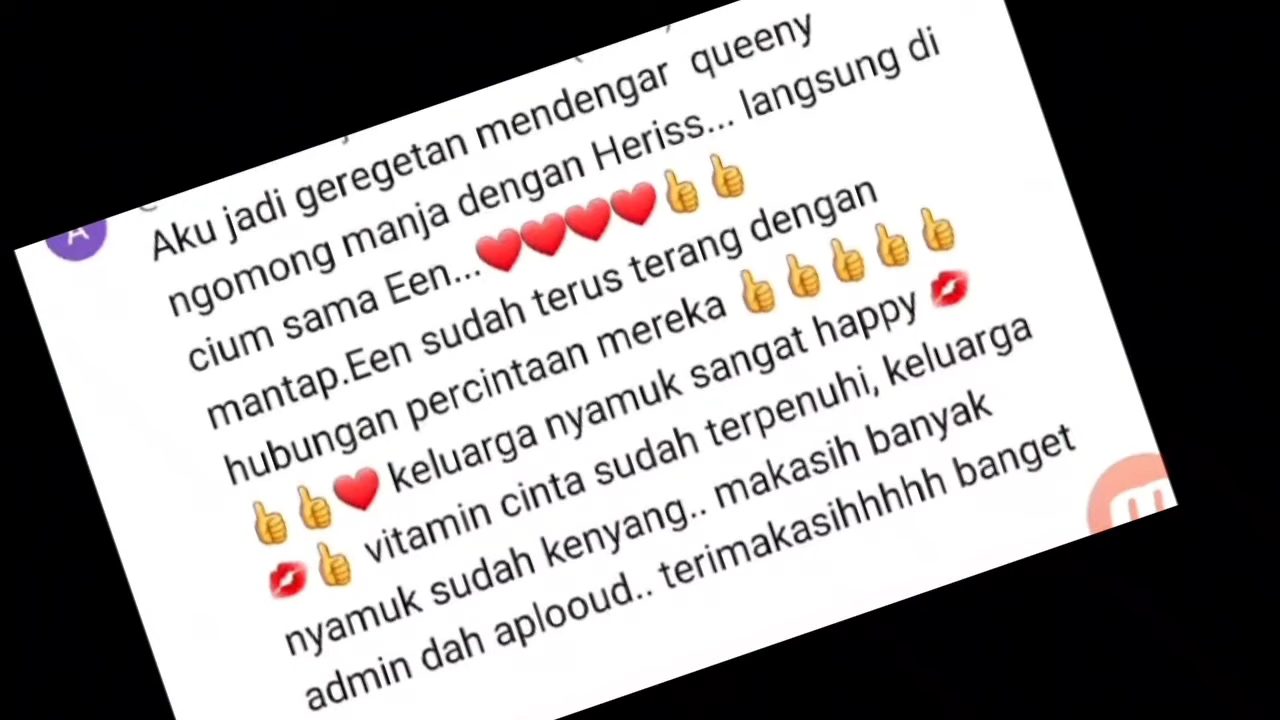 A
Aku jadi geregetan mendengar queeny
ngomong manja dengan Heriss... langsung di
cium sama Een...❤️❤️❤️❤️👍👍
mantap.Een sudah terus terang dengan
hubungan percintaan mereka 👍👍👍👍👍
👍👍❤️ keluarga nyamuk sangat happy 💋
💋👍 vitamin cinta sudah terpenuhi, keluarga
nyamuk sudah kenyang.. makasih banyak
admin dah aplooud.. terimakasihhhhh banget